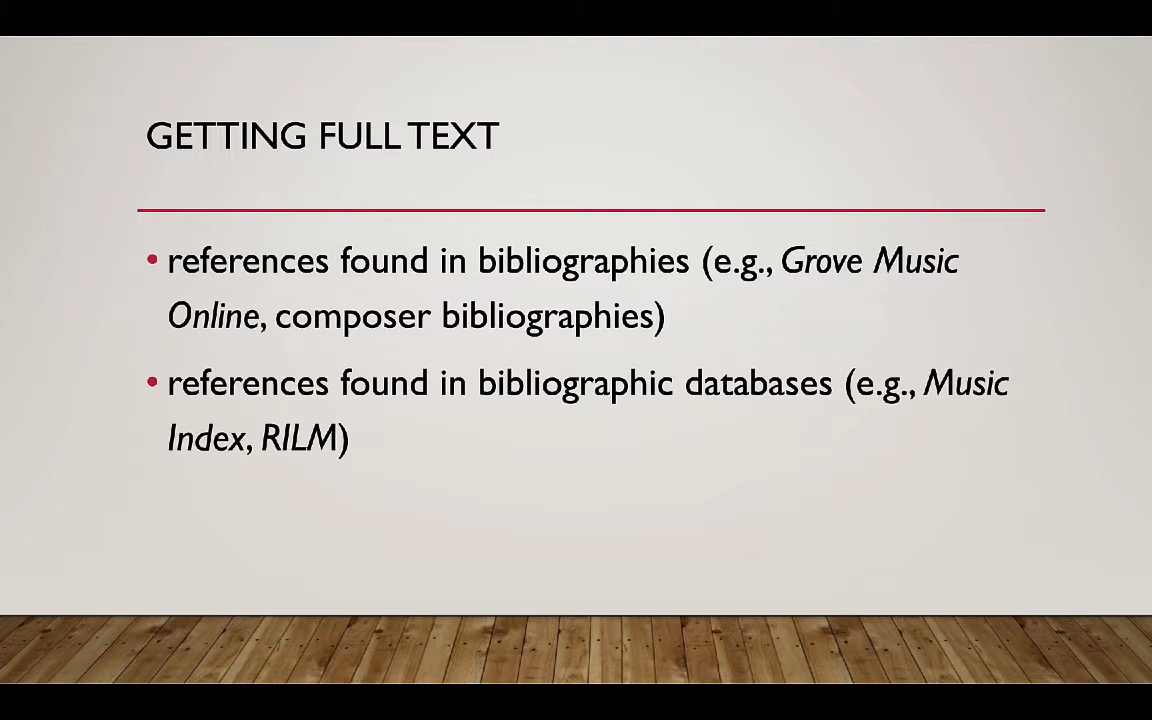 GETTING FULL TEXT
• references found in bibliographies (e.g., Grove Music
Online, composer bibliographies)
• references found in bibliographic databases (e.g., Music
Index, RILM)